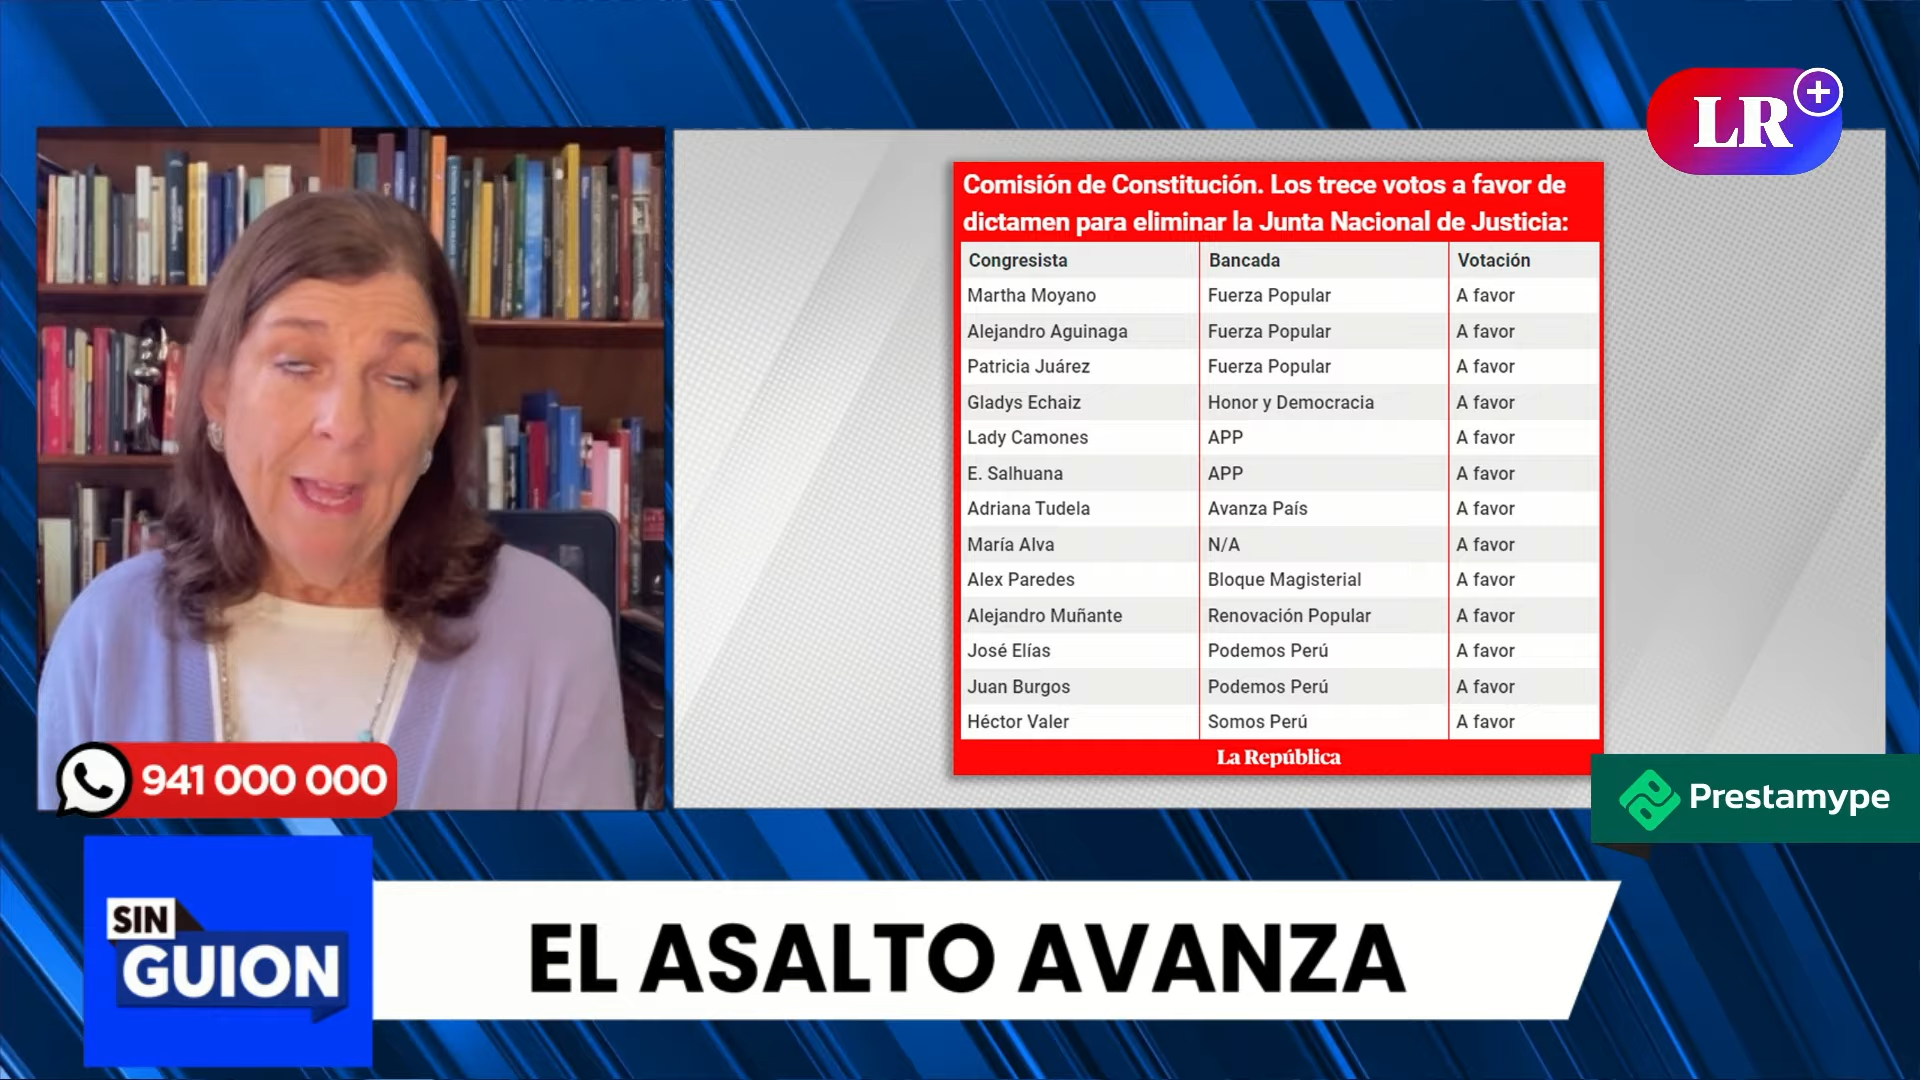 LR+
Comisión de Constitución. Los trece votos a favor de
dictamen para eliminar la Junta Nacional de Justicia:
Congresista Bancada Votación
Martha Moyano Fuerza Popular A favor
Alejandro Aguinaga Fuerza Popular A favor
Patricia Juárez Fuerza Popular A favor
Gladys Echaiz Honor y Democracia A favor
Lady Camones APP A favor
E. Salhuana APP A favor
Adriana Tudela Avanza País A favor
María Alva N/A A favor
Alex Paredes Bloque Magisterial A favor
Alejandro Muñante Renovación Popular A favor
José Elías Podemos Perú A favor
Juan Burgos Podemos Perú A favor
Héctor Valer Somos Perú A favor
La República
941 000 000
Prestamype
SIN
GUION
EL ASALTO AVANZA